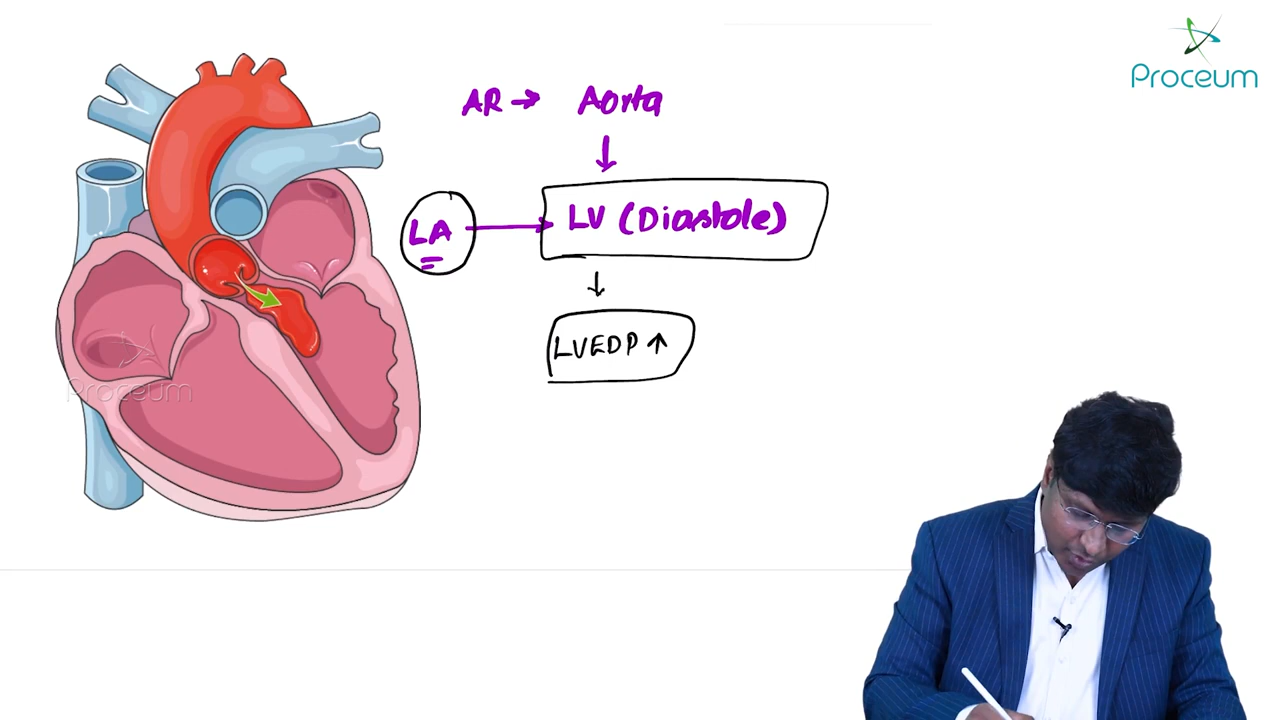 Proceum
AR → Aorta
↓
LA → LV (Diastole)
↓
LVEDP ↑
Proceum